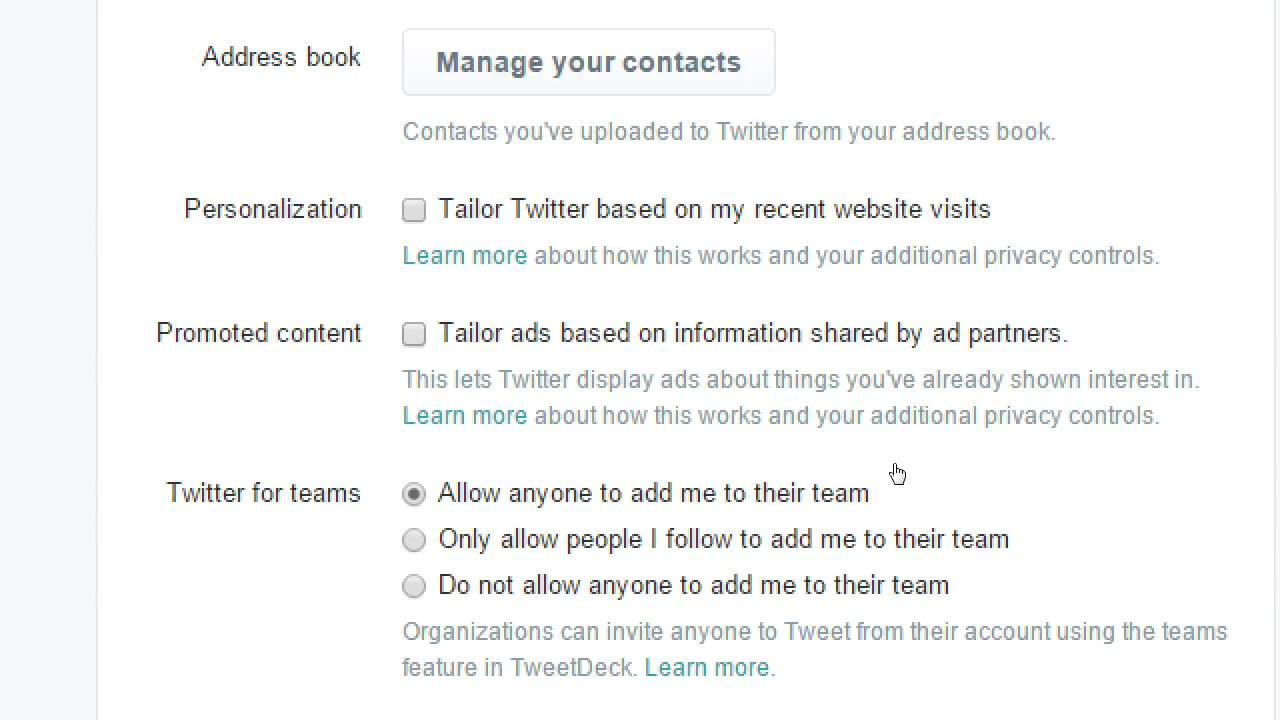 Address book
Manage your contacts
Contacts you've uploaded to Twitter from your address book.
Personalization
Tailor Twitter based on my recent website visits
Learn more about how this works and your additional privacy controls.
Promoted content
Tailor ads based on information shared by ad partners.
This lets Twitter display ads about things you've already shown interest in.
Learn more about how this works and your additional privacy controls.
Twitter for teams
Allow anyone to add me to their team
Only allow people I follow to add me to their team
Do not allow anyone to add me to their team
Organizations can invite anyone to Tweet from their account using the teams
feature in TweetDeck. Learn more.